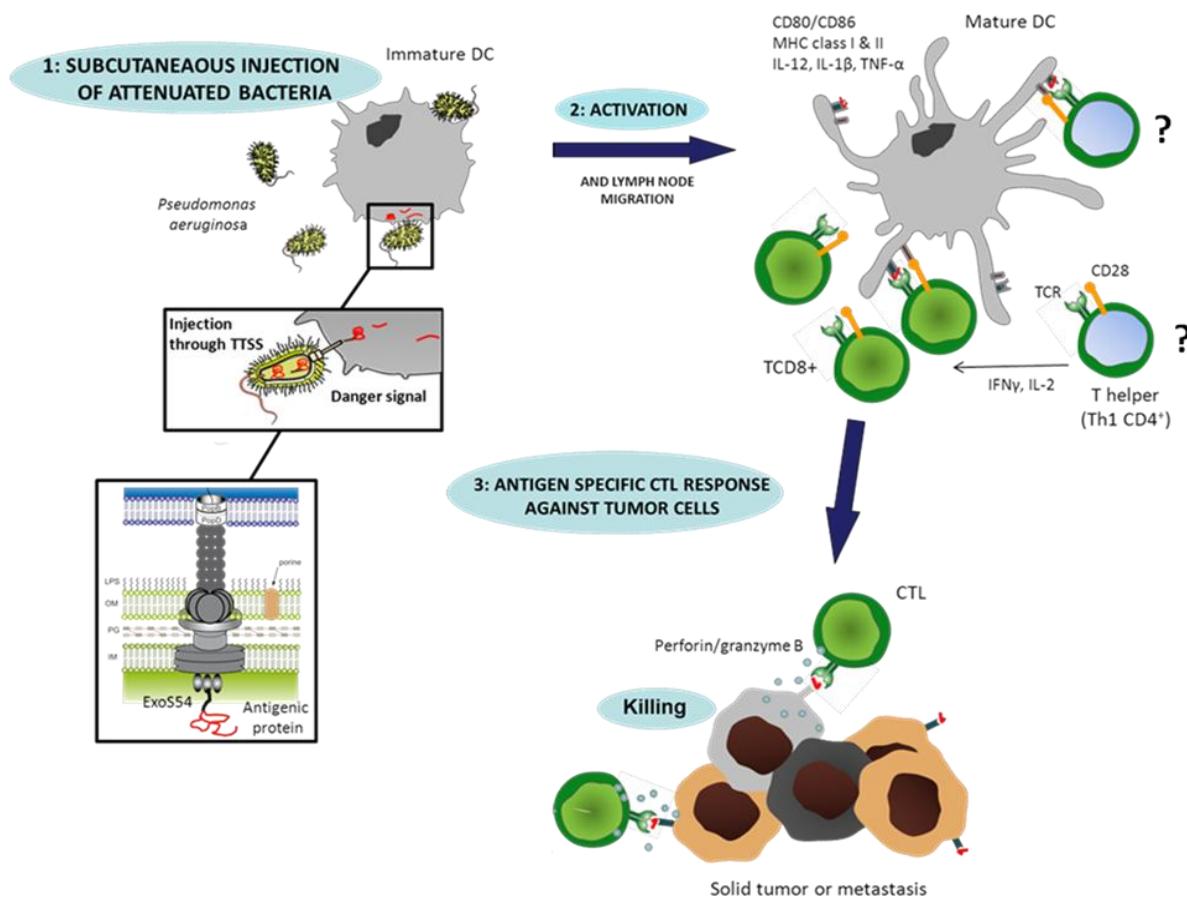 1: SUBCUTANEAOUS INJECTION
OF ATTENUATED BACTERIA
Immature DC
Pseudomonas
aeruginosa
2: ACTIVATION
AND LYMPH NODE
MIGRATION
CD80/CD86
MHC class I & II
IL-12, IL-1β, TNF-α
Mature DC
?
CD28
TCR
?
TCD8+
IFNγ, IL-2
T helper
(Th1 CD4+)
Injection
through TTSS
Danger signal
PopD
porine
LPS
OM
PG
IM
ExoS54
Antigenic
protein
3: ANTIGEN SPECIFIC CTL RESPONSE
AGAINST TUMOR CELLS
CTL
Perforin/granzyme B
Killing
Solid tumor or metastasis